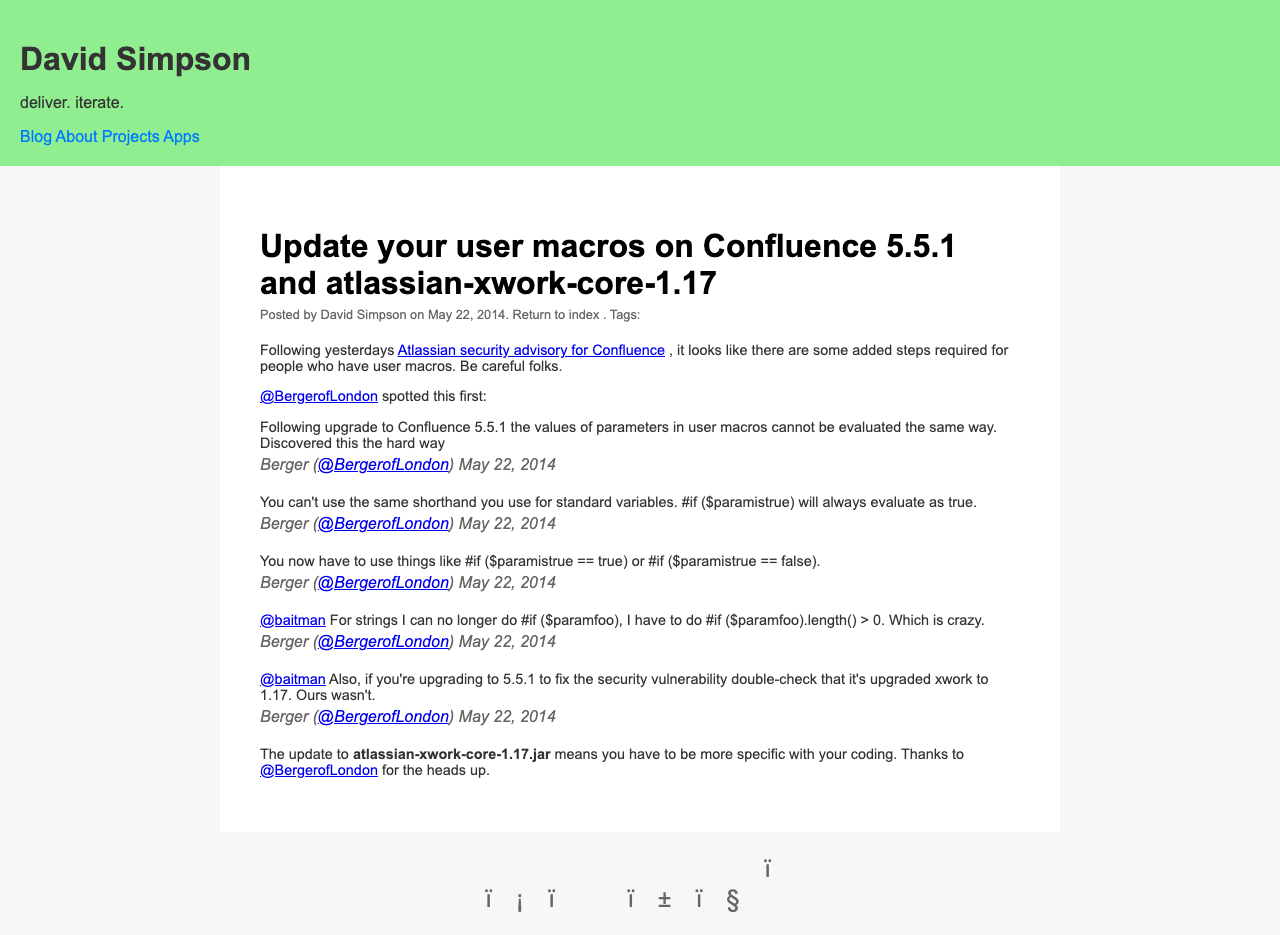 David Simpson
deliver. iterate.
Blog About Projects Apps
Update your user macros on Confluence 5.5.1
and atlassian-xwork-core-1.17
Posted by David Simpson on May 22, 2014. Return to index . Tags:
Following yesterdays Atlassian security advisory for Confluence , it looks like there are some added steps required for
people who have user macros. Be careful folks.
@BergerofLondon spotted this first:
Following upgrade to Confluence 5.5.1 the values of parameters in user macros cannot be evaluated the same way.
Discovered this the hard way
Berger (@BergerofLondon) May 22, 2014
You can't use the same shorthand you use for standard variables. #if ($paramistrue) will always evaluate as true.
Berger (@BergerofLondon) May 22, 2014
You now have to use things like #if ($paramistrue == true) or #if ($paramistrue == false).
Berger (@BergerofLondon) May 22, 2014
@baitman For strings I can no longer do #if ($paramfoo), I have to do #if ($paramfoo).length() > 0. Which is crazy.
Berger (@BergerofLondon) May 22, 2014
@baitman Also, if you're upgrading to 5.5.1 to fix the security vulnerability double-check that it's upgraded xwork to
1.17. Ours wasn't.
Berger (@BergerofLondon) May 22, 2014
The update to atlassian-xwork-core-1.17.jar means you have to be more specific with your coding. Thanks to
@BergerofLondon for the heads up.
ï
ï ¡ ï ï ± ï §